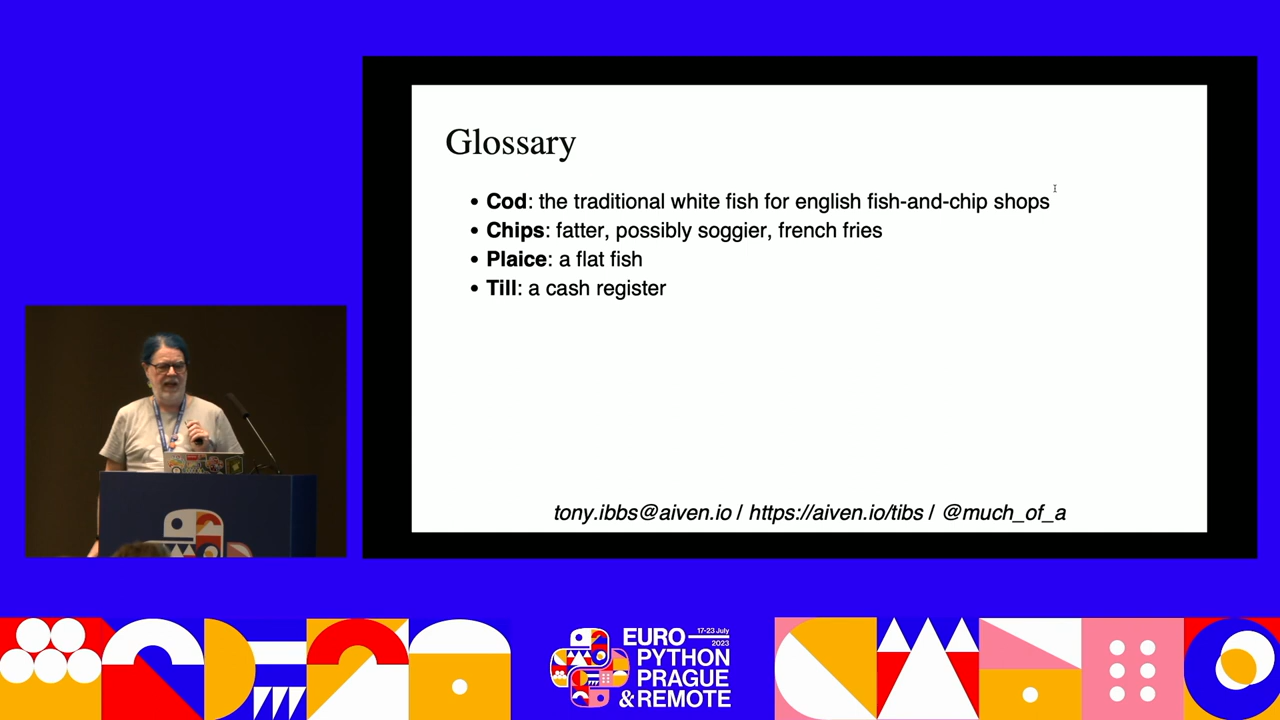 Glossary
• Cod: the traditional white fish for english fish-and-chip shops
• Chips: fatter, possibly soggier, french fries
• Plaice: a flat fish
• Till: a cash register
tony.ibbs@aiven.io / https://aiven.io/tibs / @much_of_a
EURO 17-23 July 2023
PYTHON
PRAGUE
& REMOTE